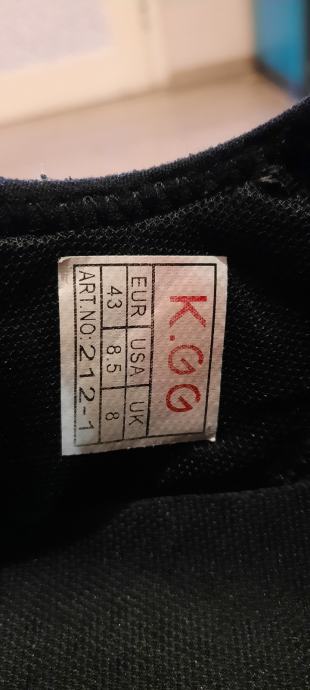 K.GG
EUR USA UK
43 8.5 8
ART.NO: 212-1